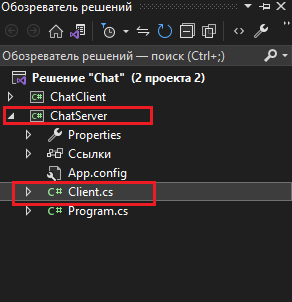 Обозреватель решений
Обозреватель решений — поиск (Ctrl+;)
Решение "Chat" (2 проекта 2)
C# ChatClient
C# ChatServer
Properties
Ссылки
App.config
C# Client.cs
C# Program.cs